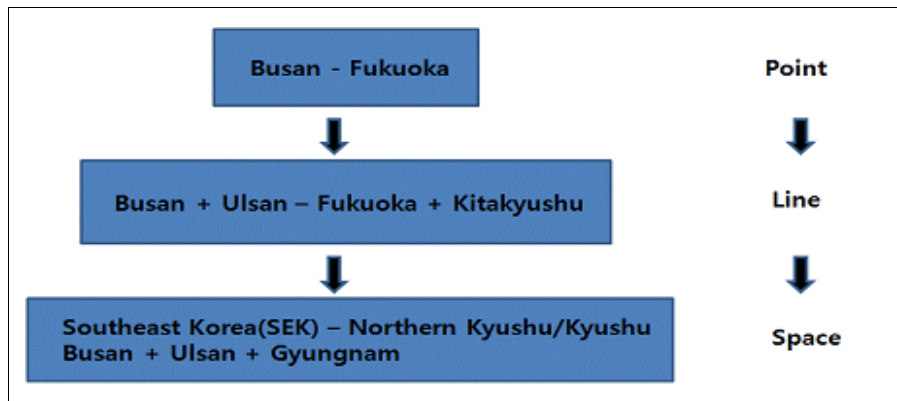 Busan - Fukuoka
Point
Busan + Ulsan – Fukuoka + Kitakyushu
Line
Southeast Korea(SEK) – Northern Kyushu/Kyushu
Busan + Ulsan + Gyungnam
Space